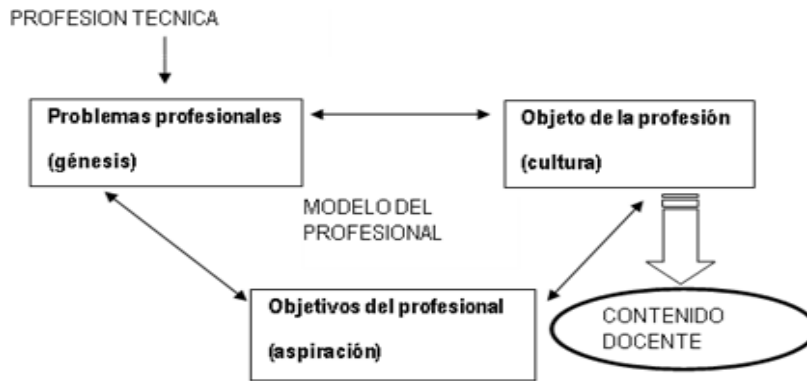 PROFESION TECNICA
Problemas profesionales
(génesis)
Objeto de la profesión
(cultura)
MODELO DEL
PROFESIONAL
Objetivos del profesional
(aspiración)
CONTENIDO
DOCENTE